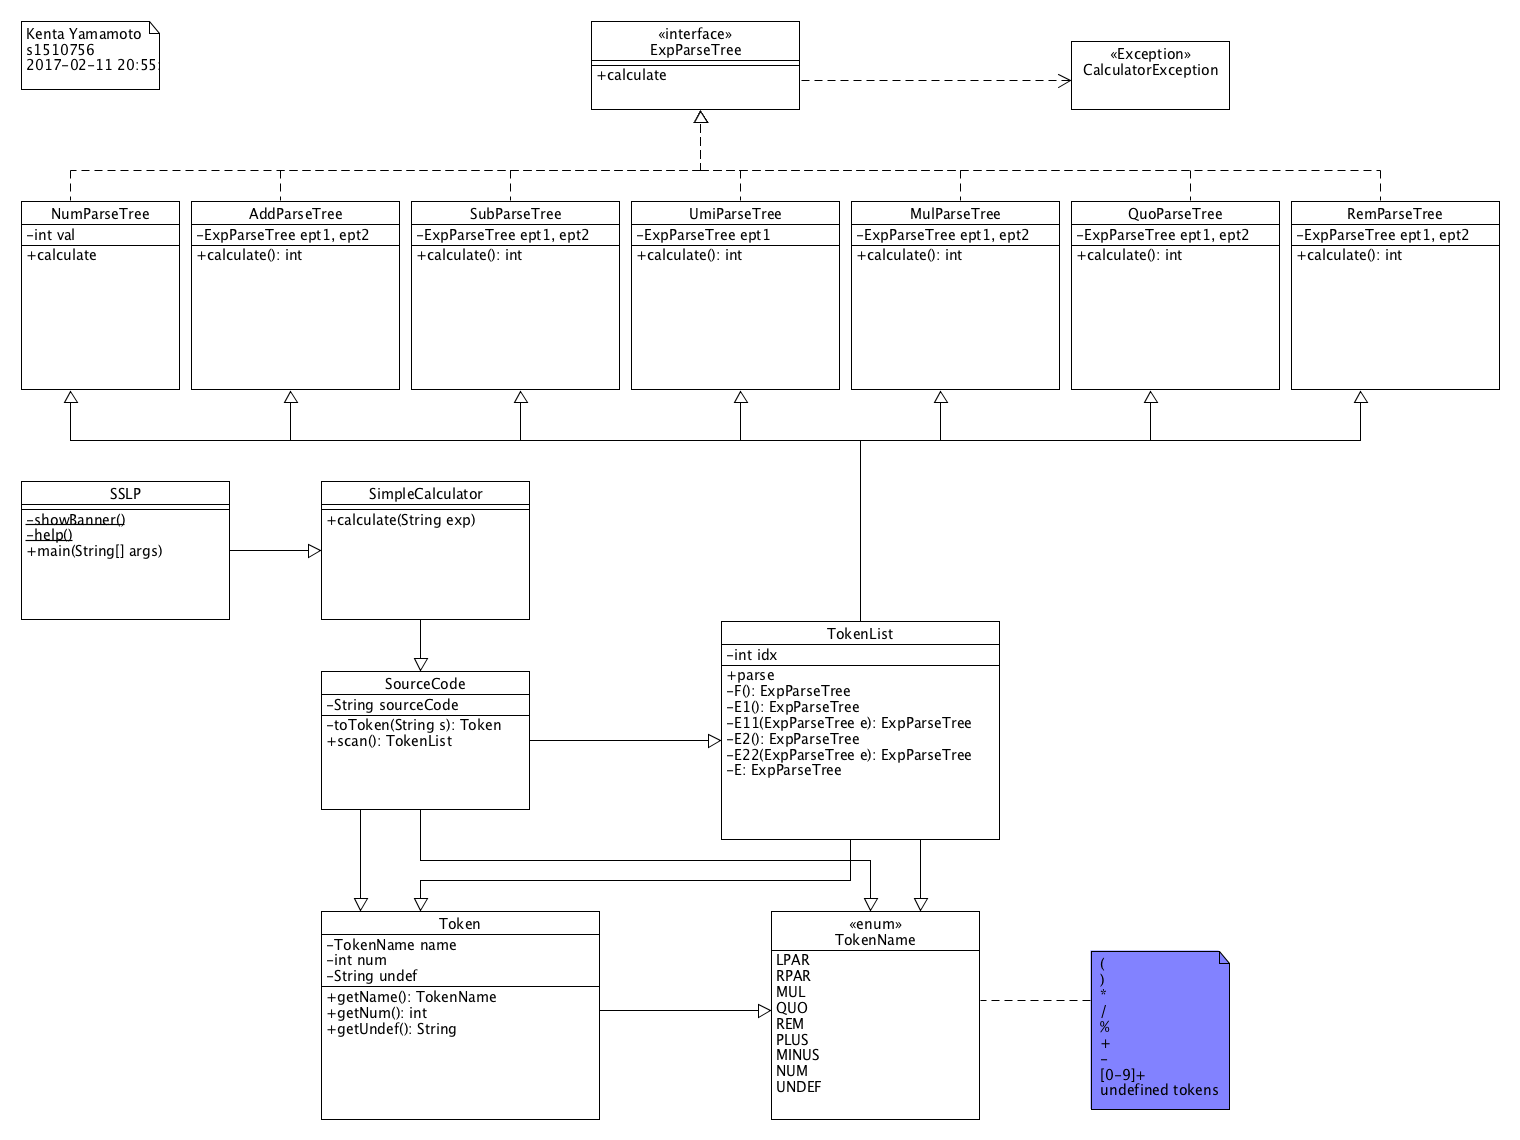 Kenta Yamamoto
s1510756
2017-02-11 20:55:
«interface»
ExpParseTree
+calculate
«Exception»
CalculatorException
NumParseTree
-int val
+calculate
AddParseTree
-ExpParseTree ept1, ept2
+calculate(): int
SubParseTree
-ExpParseTree ept1, ept2
+calculate(): int
UmiParseTree
-ExpParseTree ept1
+calculate(): int
MulParseTree
-ExpParseTree ept1, ept2
+calculate(): int
QuoParseTree
-ExpParseTree ept1, ept2
+calculate(): int
RemParseTree
-ExpParseTree ept1, ept2
+calculate(): int
SSLP
-showBanner()
-help()
+main(String[] args)
SimpleCalculator
+calculate(String exp)
SourceCode
-String sourceCode
-toToken(String s): Token
+scan(): TokenList
TokenList
-int idx
+parse
-F(): ExpParseTree
-E1(): ExpParseTree
-E11(ExpParseTree e): ExpParseTree
-E2(): ExpParseTree
-E22(ExpParseTree e): ExpParseTree
-E: ExpParseTree
Token
-TokenName name
-int num
-String undef
+getName(): TokenName
+getNum(): int
+getUndef(): String
«enum»
TokenName
LPAR
RPAR
MUL
QUO
REM
PLUS
MINUS
NUM
UNDEF
(
)
*
/
%
+
-
[0-9]+
undefined tokens